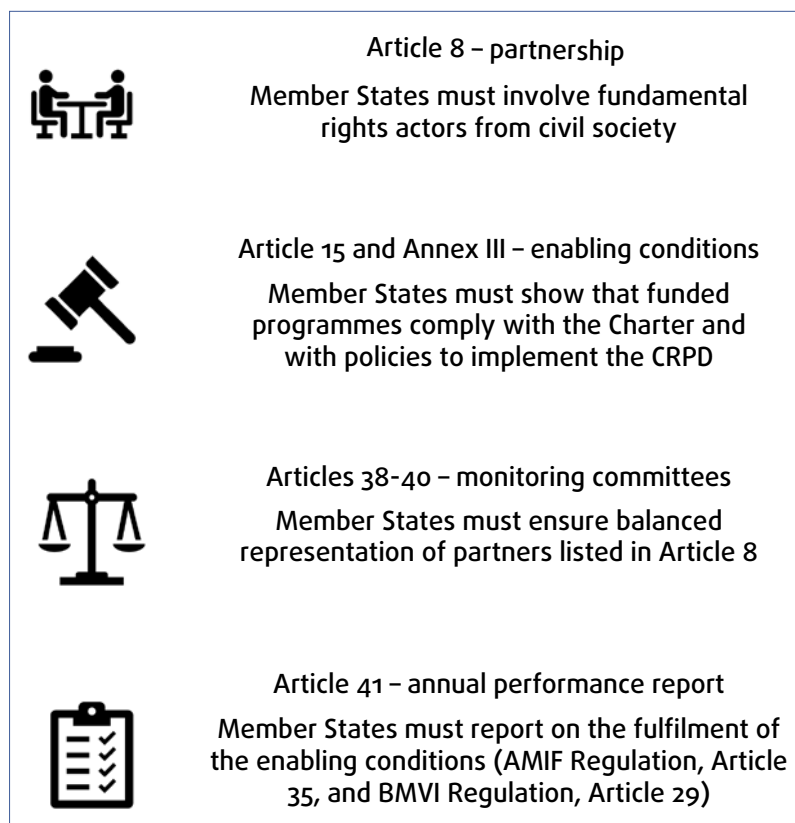 Article 8 – partnership
Member States must involve fundamental
rights actors from civil society
Article 15 and Annex III – enabling conditions
Member States must show that funded
programmes comply with the Charter and
with policies to implement the CRPD
Articles 38-40 – monitoring committees
Member States must ensure balanced
representation of partners listed in Article 8
Article 41 – annual performance report
Member States must report on the fulfilment of
the enabling conditions (AMIF Regulation, Article
35, and BMVI Regulation, Article 29)